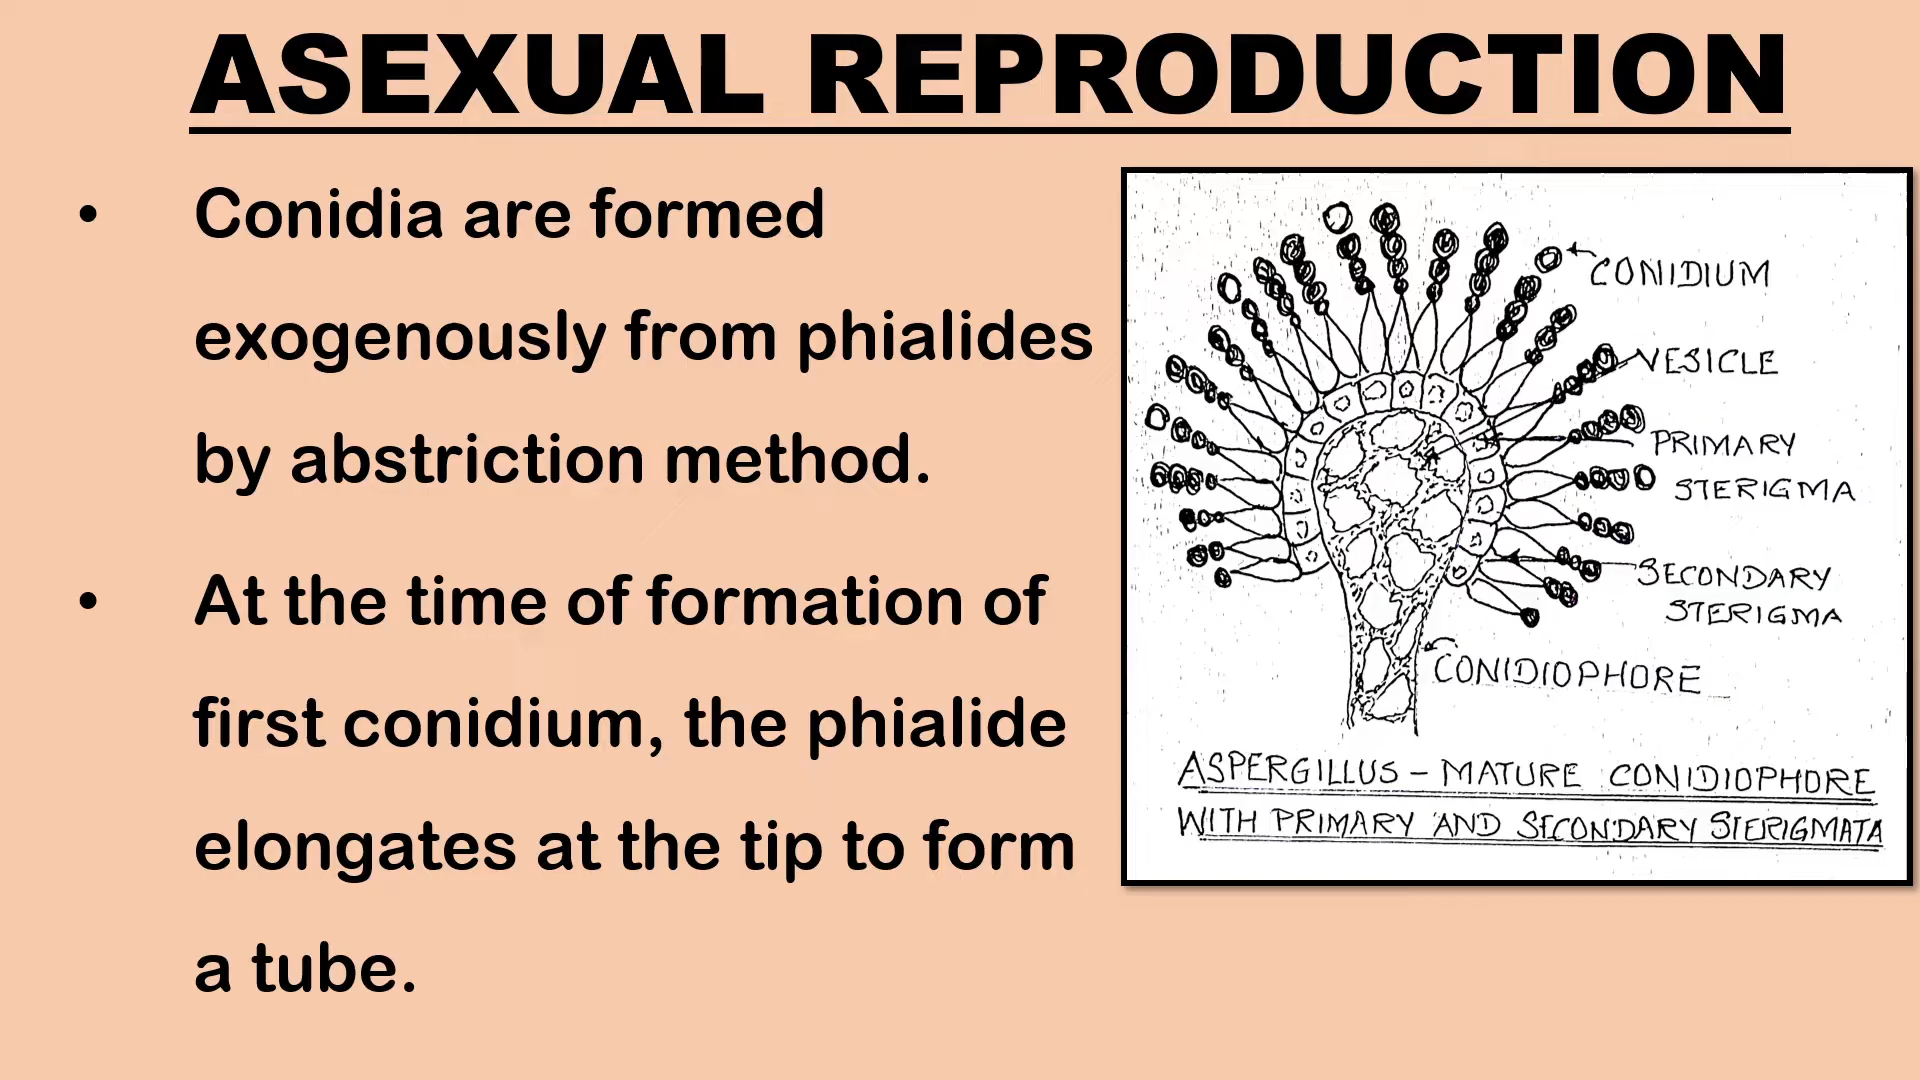 ASEXUAL REPRODUCTION
• Conidia are formed
exogenously from phialides
by abstriction method.
• At the time of formation of
first conidium, the phialide
elongates at the tip to form
a tube.
CONIDIUM
VESICLE
PRIMARY
STERIGMA
SECONDARY
STERIGMA
CONIDIOPHORE
ASPERGILLUS – MATURE CONIDIOPHORE
WITH PRIMARY AND SECONDARY STERIGMATA